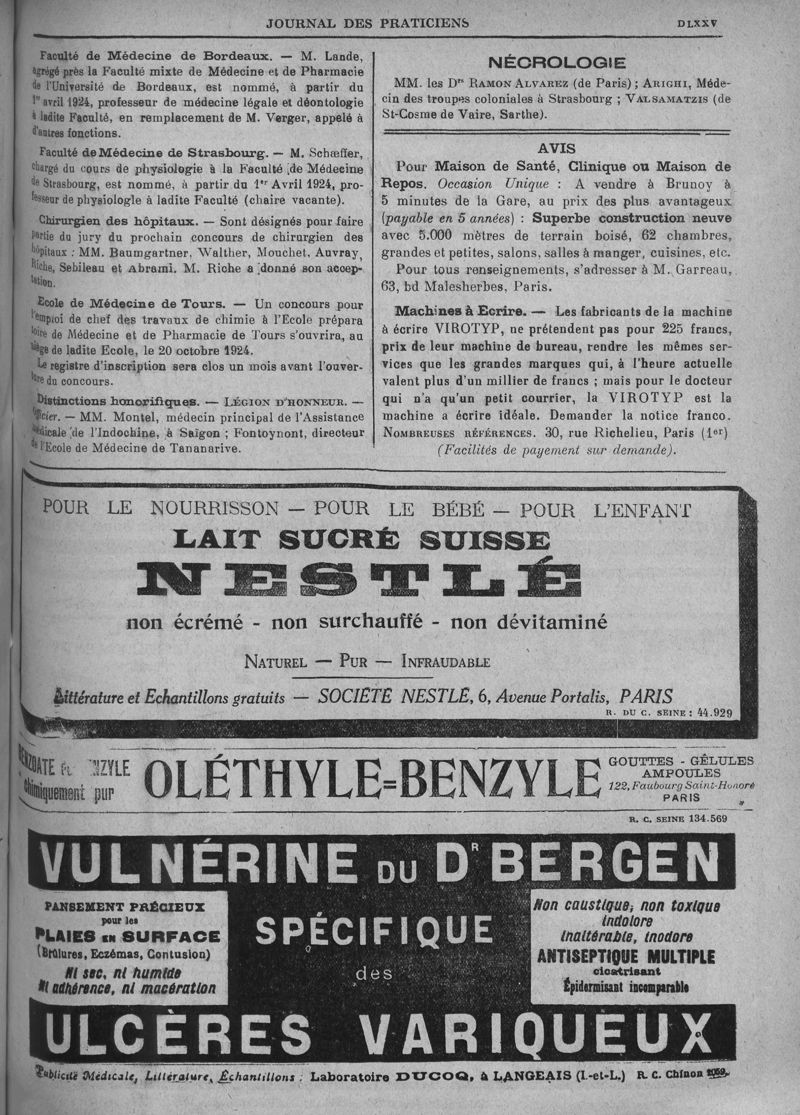 JOURNAL DES PRATICIENS
DLXXV
Faculté de Médecine de Bordeaux. — M. Lande,
agrégé près la Faculté mixte de Médecine et de Pharmacie
de l'Université de Bordeaux, est nommé, à partir du
1er avril 1924, professeur de médecine légale et déontologie
à ladite Faculté, en remplacement de M. Verger, appelé à
d'autres fonctions.
Faculté de Médecine de Strasbourg. — M. Schæffer,
chargé du cours de physiologie à la Faculté de Médecine
de Strasbourg, est nommé, à partir du 1er Avril 1924, pro-
fesseur de physiologie à ladite Faculté (chaire vacante).
Chirurgien des hôpitaux. — Sont désignés pour faire
partie du jury du prochain concours de chirurgien des
hôpitaux : MM. Baumgartner, Walther, Mouchet, Auvray,
Riche, Sebileau et Abrami. M. Riche a donné son accep-
tation.
Ecole de Médecine de Tours. — Un concours pour
l'emploi de chef des travaux de chimie à l'Ecole prépara
toire de Médecine et de Pharmacie de Tours s'ouvrira, au
siège de ladite Ecole, le 20 octobre 1924.
Le registre d'inscription sera clos un mois avant l'ouver-
ture du concours.
Distinctions honorifiques. — LÉGION D'HONNEUR. —
Officier. — MM. Montel, médecin principal de l'Assistance
médicale de l'Indochine, à Saïgon ; Fontoynont, directeur
de l'Ecole de Médecine de Tananarive.
NÉCROLOGIE
MM. les Drs RAMON ALVAREZ (de Paris) ; ARIGHI, Méde-
cin des troupes coloniales à Strasbourg ; VALSAMATZIS (de
St-Cosme de Vaire, Sarthe).
AVIS
Pour Maison de Santé, Clinique ou Maison de
Repos. Occasion Unique : A vendre à Brunoy à
5 minutes de la Gare, au prix des plus avantageux
(payable en 5 années) : Superbe construction neuve
avec 5.000 mètres de terrain boisé, 62 chambres,
grandes et petites, salons, salles à manger, cuisines, etc.
Pour tous renseignements, s'adresser à M. Garreau,
63, bd Malesherbes, Paris.
Machines à Ecrire. — Les fabricants de la machine
à écrire VIROTYP, ne prétendent pas pour 225 francs,
prix de leur machine de bureau, rendre les mêmes ser-
vices que les grandes marques qui, à l'heure actuelle
valent plus d'un millier de francs ; mais pour le docteur
qui n'a qu'un petit courrier, la VIROTYP est la
machine a écrire idéale. Demander la notice franco.
NOMBREUSES RÉFÉRENCES. 30, rue Richelieu, Paris (1er)
(Facilités de payement sur demande).
POUR LE NOURRISSON — POUR LE BÉBÉ — POUR L'ENFANT
LAIT SUCRÉ SUISSE
NESTLÉ
non écrémé - non surchauffé - non dévitaminé
NATUREL — PUR — INFRAUDABLE
Littérature et Echantillons gratuits — SOCIÉTÉ NESTLÉ, 6, Avenue Portalis, PARIS
R. DU C. SEINE : 44.929
BENZOATE de BENZYLE
Chimiquement pur
OLÉTHYLE=BENZYLE
GOUTTES - GÉLULES
AMPOULES
122, Faubourg Saint-Honoré
PARIS
R. C. SEINE 134.569
VULNÉRINE DU Dr BERGEN
PANSEMENT PRÉCIEUX
pour les
PLAIES EN SURFACE
(Brûlures, Eczémas, Contusion)
Ni sec, ni humide
Ni adhérence, ni macération
SPÉCIFIQUE
des
Non caustique, non toxique
indolore
inaltérable, inodore
ANTISEPTIQUE MULTIPLE
cicatrisant
Épidermisant incomparable
ULCÈRES VARIQUEUX
Publicité Médicale, Littérature, Échantillons : Laboratoire DUCOQ, à LANGEAIS (I.-et-L.) R. C. Chinon